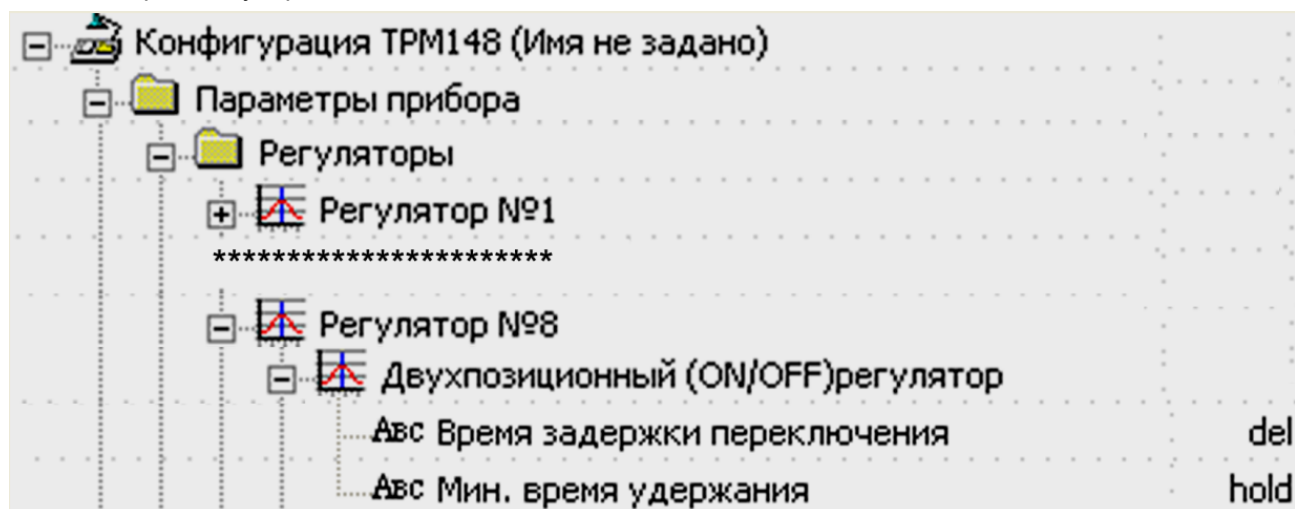 Конфигурация ТРМ148 (Имя не задано)
Параметры прибора
Регуляторы
Регулятор №1
***********************
Регулятор №8
Двухпозиционный (ON/OFF)регулятор
Авс Время задержки переключения del
Авс Мин. время удержания hold